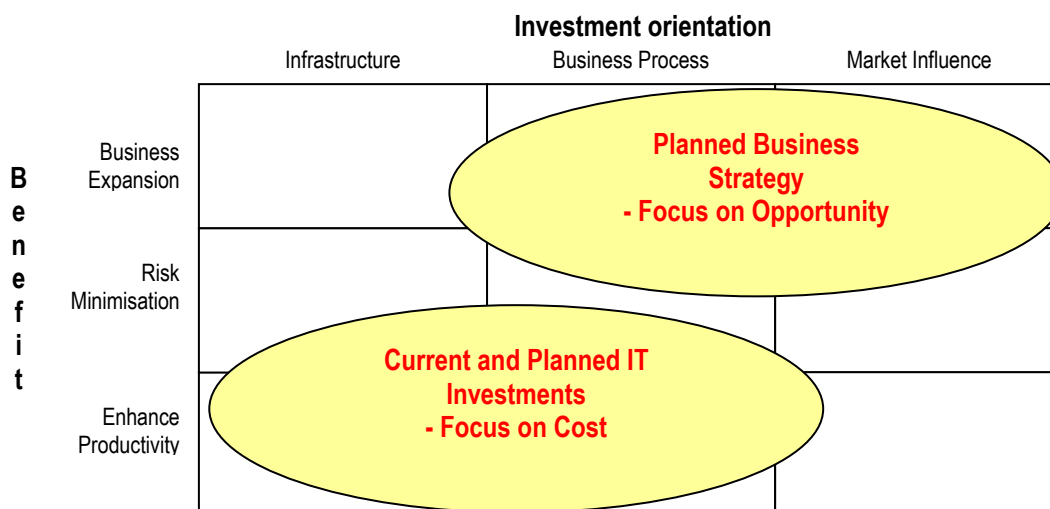 Investment orientation
Infrastructure Business Process Market Influence
Business
Expansion
Planned Business
Strategy
- Focus on Opportunity
Benefit
Risk
Minimisation
Current and Planned IT
Investments
- Focus on Cost
Enhance
Productivity